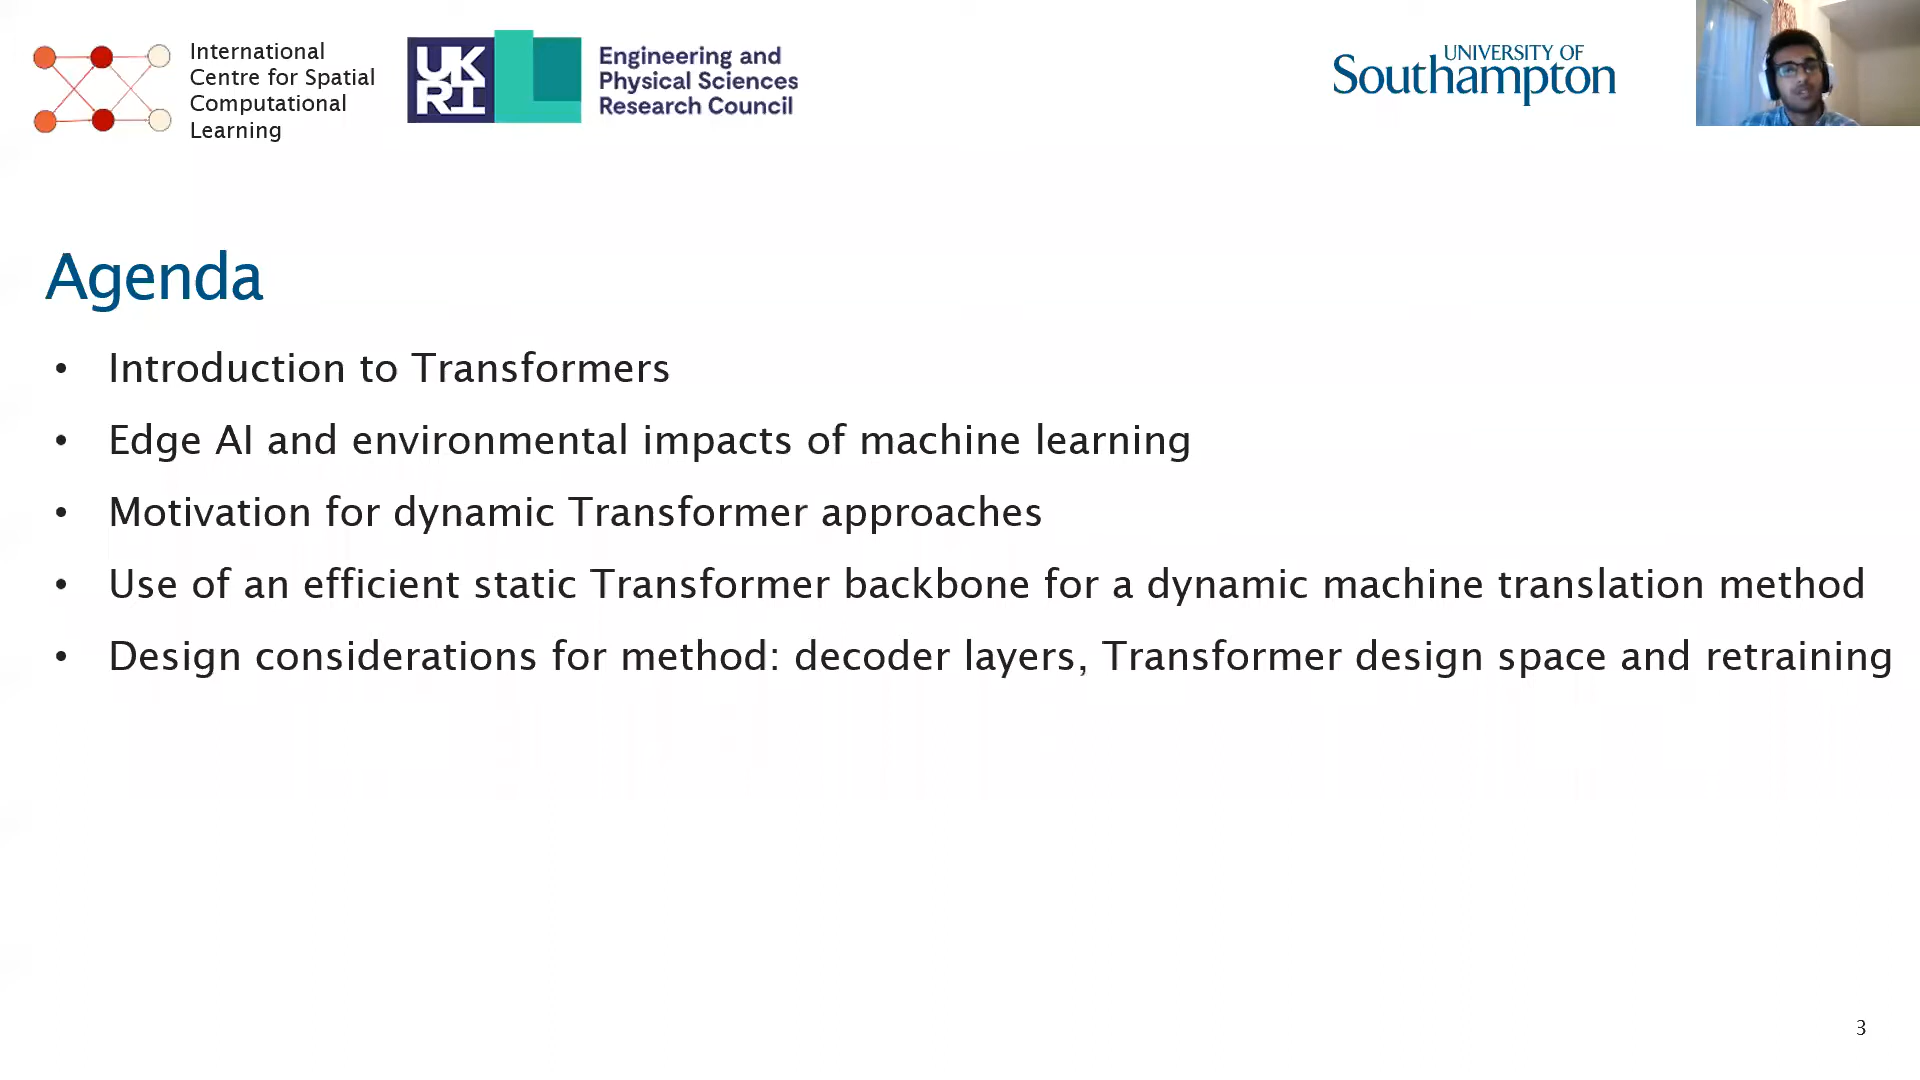 International
Centre for Spatial
Computational
Learning
UK
RI
Engineering and
Physical Sciences
Research Council
UNIVERSITY OF
Southampton
Agenda
• Introduction to Transformers
• Edge AI and environmental impacts of machine learning
• Motivation for dynamic Transformer approaches
• Use of an efficient static Transformer backbone for a dynamic machine translation method
• Design considerations for method: decoder layers, Transformer design space and retraining
3